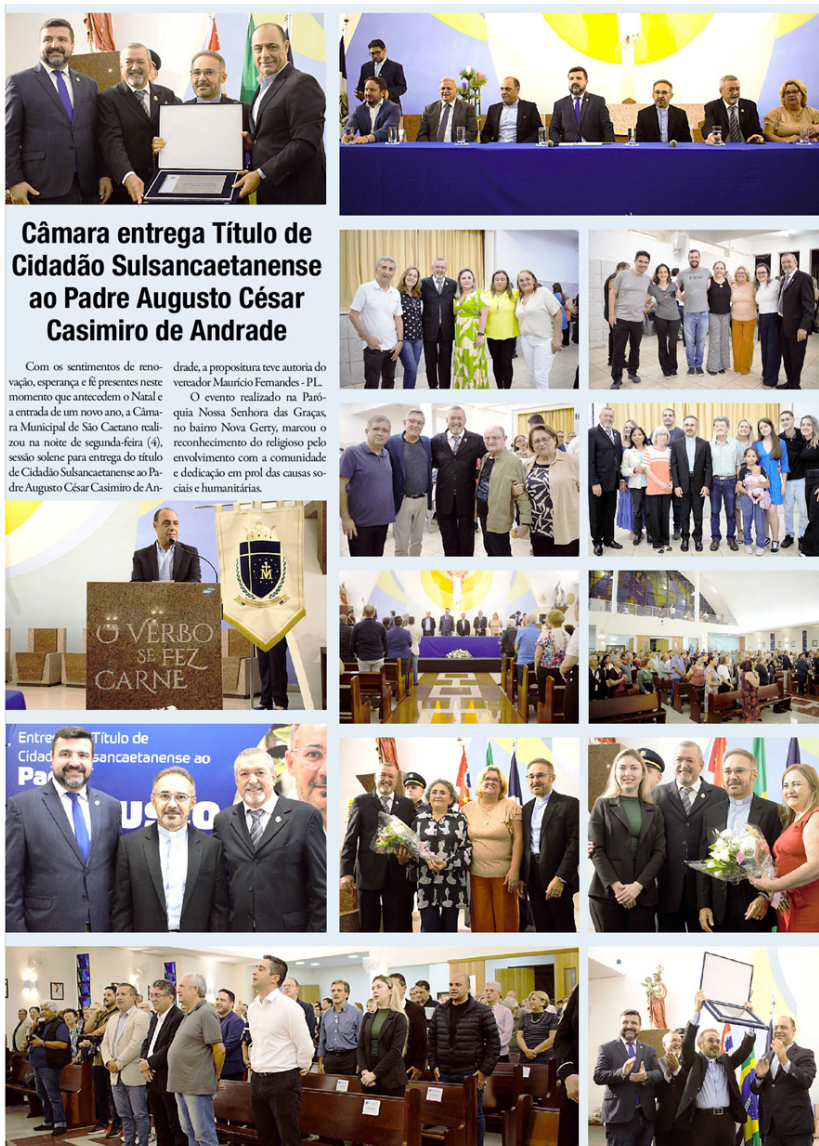 Câmara entrega Título de
Cidadão Sulsancaetanense
ao Padre Augusto César
Casimiro de Andrade
Com os sentimentos de reno-
vação, esperança e fé presentes neste
momento que antecedem o Natal e
a entrada de um novo ano, a Câma-
ra Municipal de São Caetano reali-
zou na noite de segunda-feira (4),
sessão solene para entrega do título
de Cidadão Sulsancaetanense ao Pa-
dre Augusto César Casimiro de An-
drade, a propositura teve autoria do
vereador Maurício Fernandes - PL.
O evento realizado na Paró-
quia Nossa Senhora das Graças,
no bairro Nova Gerty, marcou o
reconhecimento do religioso pelo
envolvimento com a comunidade
e dedicação em prol das causas so-
ciais e humanitárias.
O VERBO
SE FEZ
CARNE
Entre Título de
Cida sulsancaetanense ao
Pa
usto